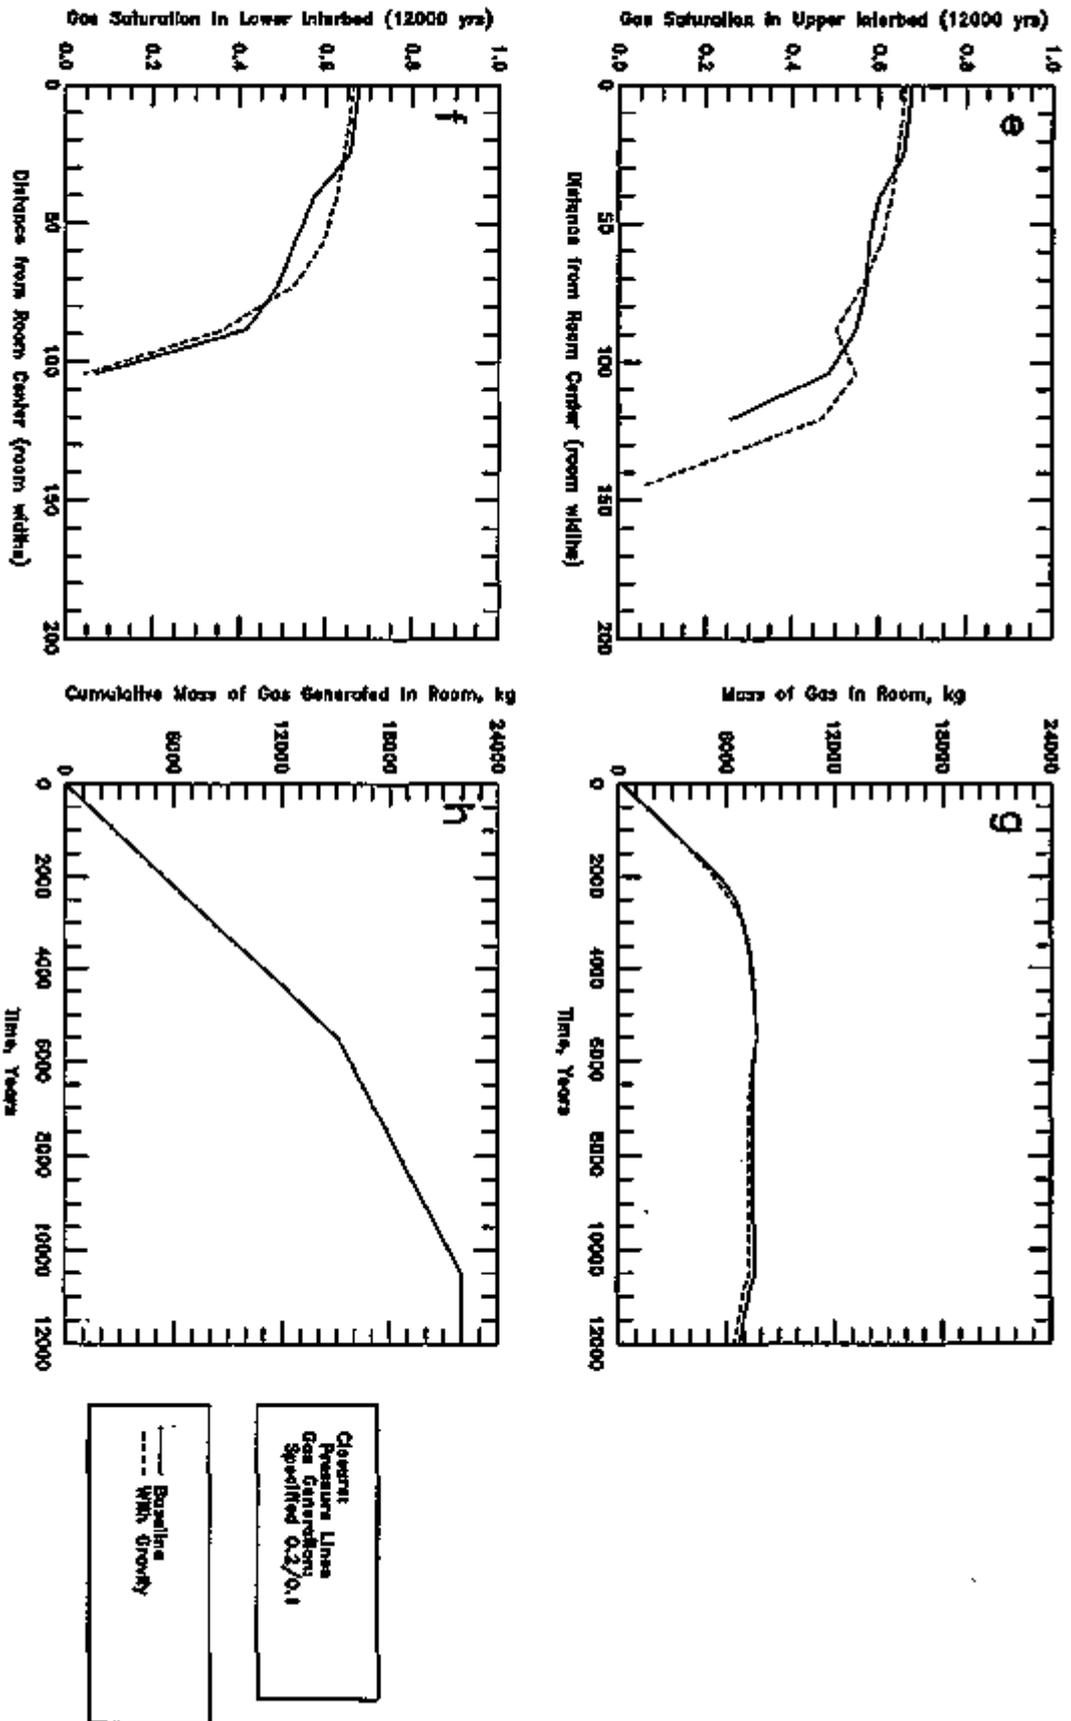 e
Gas Saturation in Upper Interbed (12000 yrs)
1.0
0.8
0.6
0.4
0.2
0.0
0
50
100
150
200
Distance from Room Center (room widths)
g
Mass of Gas in Room, kg
24000
18000
12000
6000
0
0
2000
4000
6000
8000
10000
12000
Time, Years
f
Gas Saturation in Lower Interbed (12000 yrs)
1.0
0.8
0.6
0.4
0.2
0.0
0
50
100
150
200
Distance from Room Center (room widths)
h
Cumulative Mass of Gas Generated in Room, kg
24000
18000
12000
6000
0
0
2000
4000
6000
8000
10000
12000
Time, Years
Closure:
Pressure Lines
Gas Generation:
Specified 0.2/0.1
Baseline
With Gravity